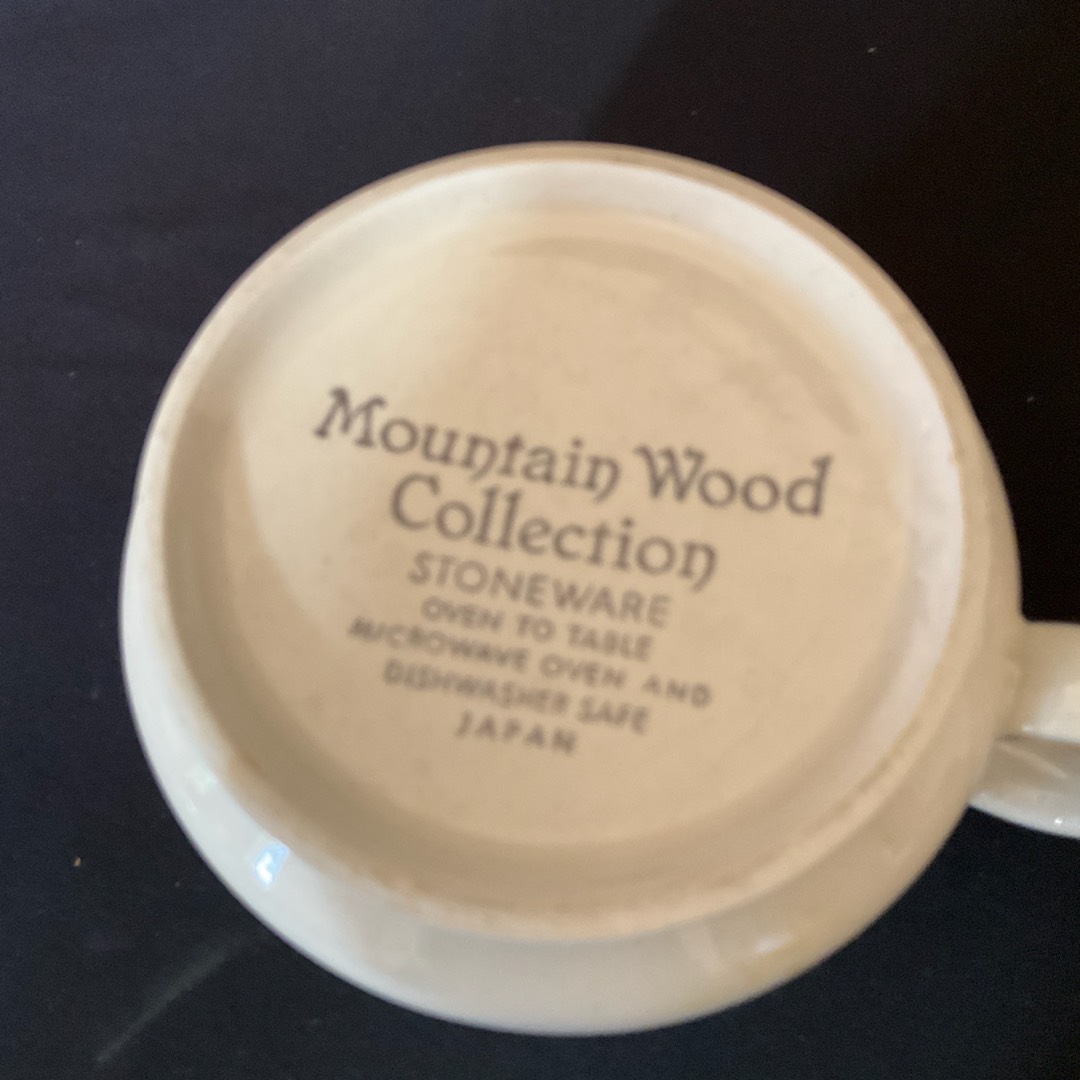 Mountain Wood
Collection
STONEWARE
OVEN TO TABLE
MICROWAVE OVEN AND
DISHWASHER SAFE
JAPAN